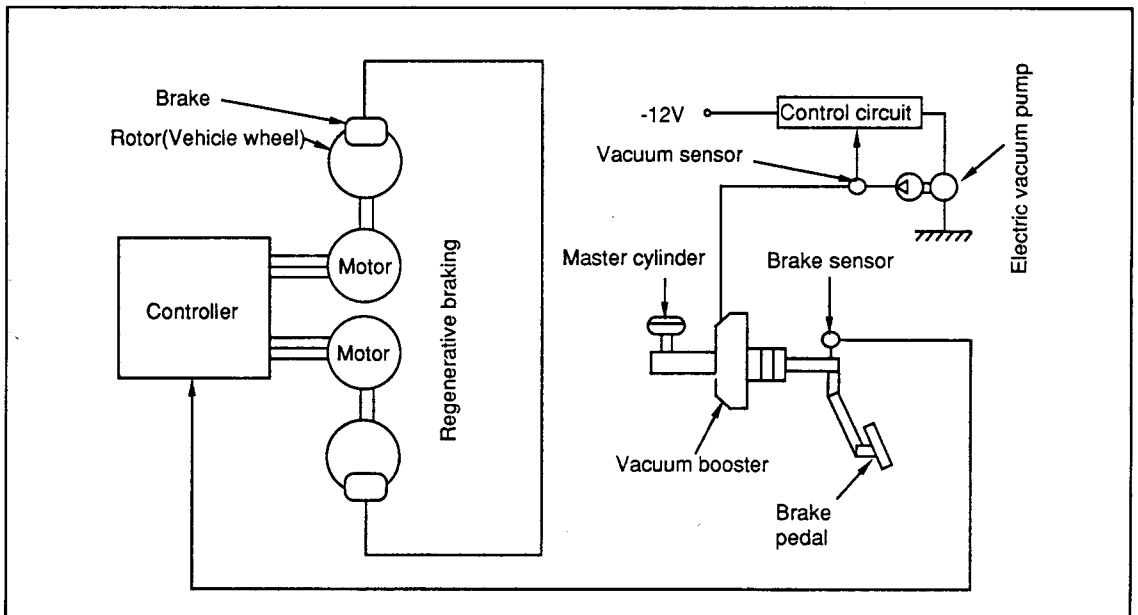 Brake
Rotor(Vehicle wheel)
Motor
Controller
Motor
Regenerative braking
-12V
Control circuit
Vacuum sensor
Electric vacuum pump
Master cylinder
Brake sensor
Vacuum booster
Brake
pedal